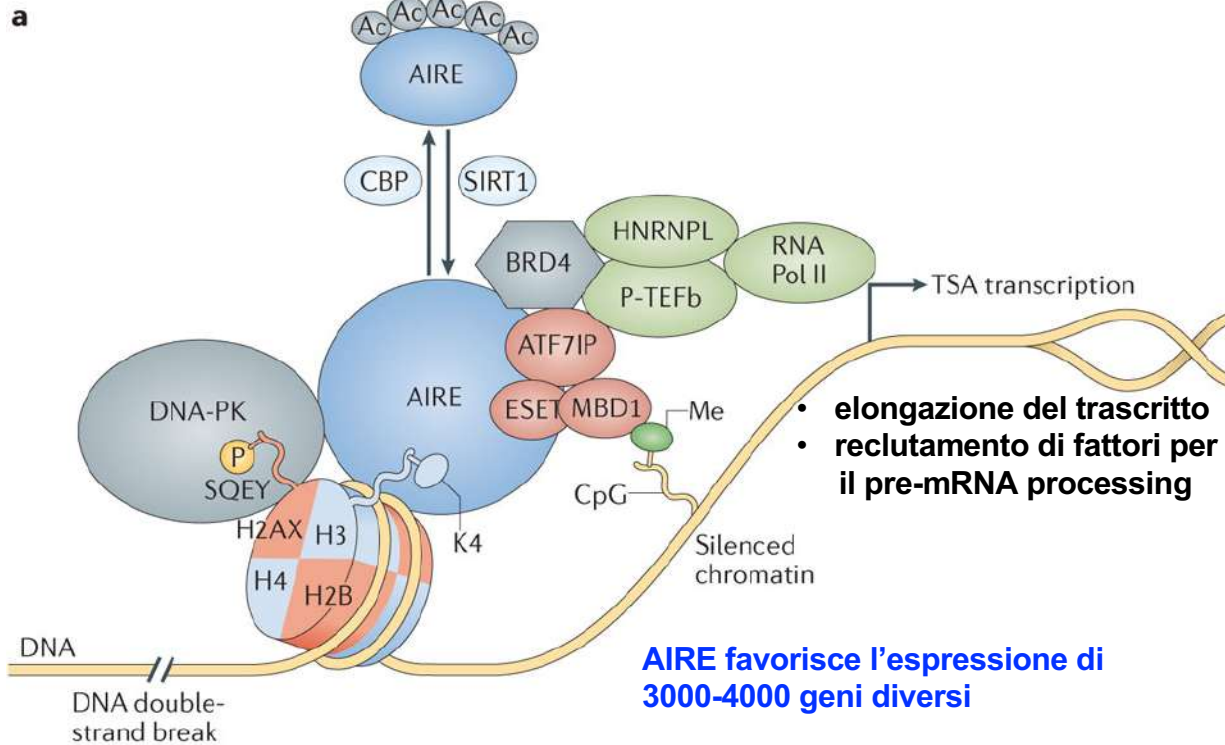 a
Ac Ac Ac Ac Ac
AIRE
CBP
SIRT1
HNRNPL
RNA
Pol II
BRD4
P-TEFb
TSA transcription
ATF7IP
DNA-PK
AIRE
ESET
MBD1
Me
P
SQEY
CpG
H2AX
H3
K4
H4
H2B
Silenced
chromatin
• elongazione del trascritto
• reclutamento di fattori per
il pre-mRNA processing
DNA
DNA double-
strand break
AIRE favorisce l’espressione di
3000-4000 geni diversi